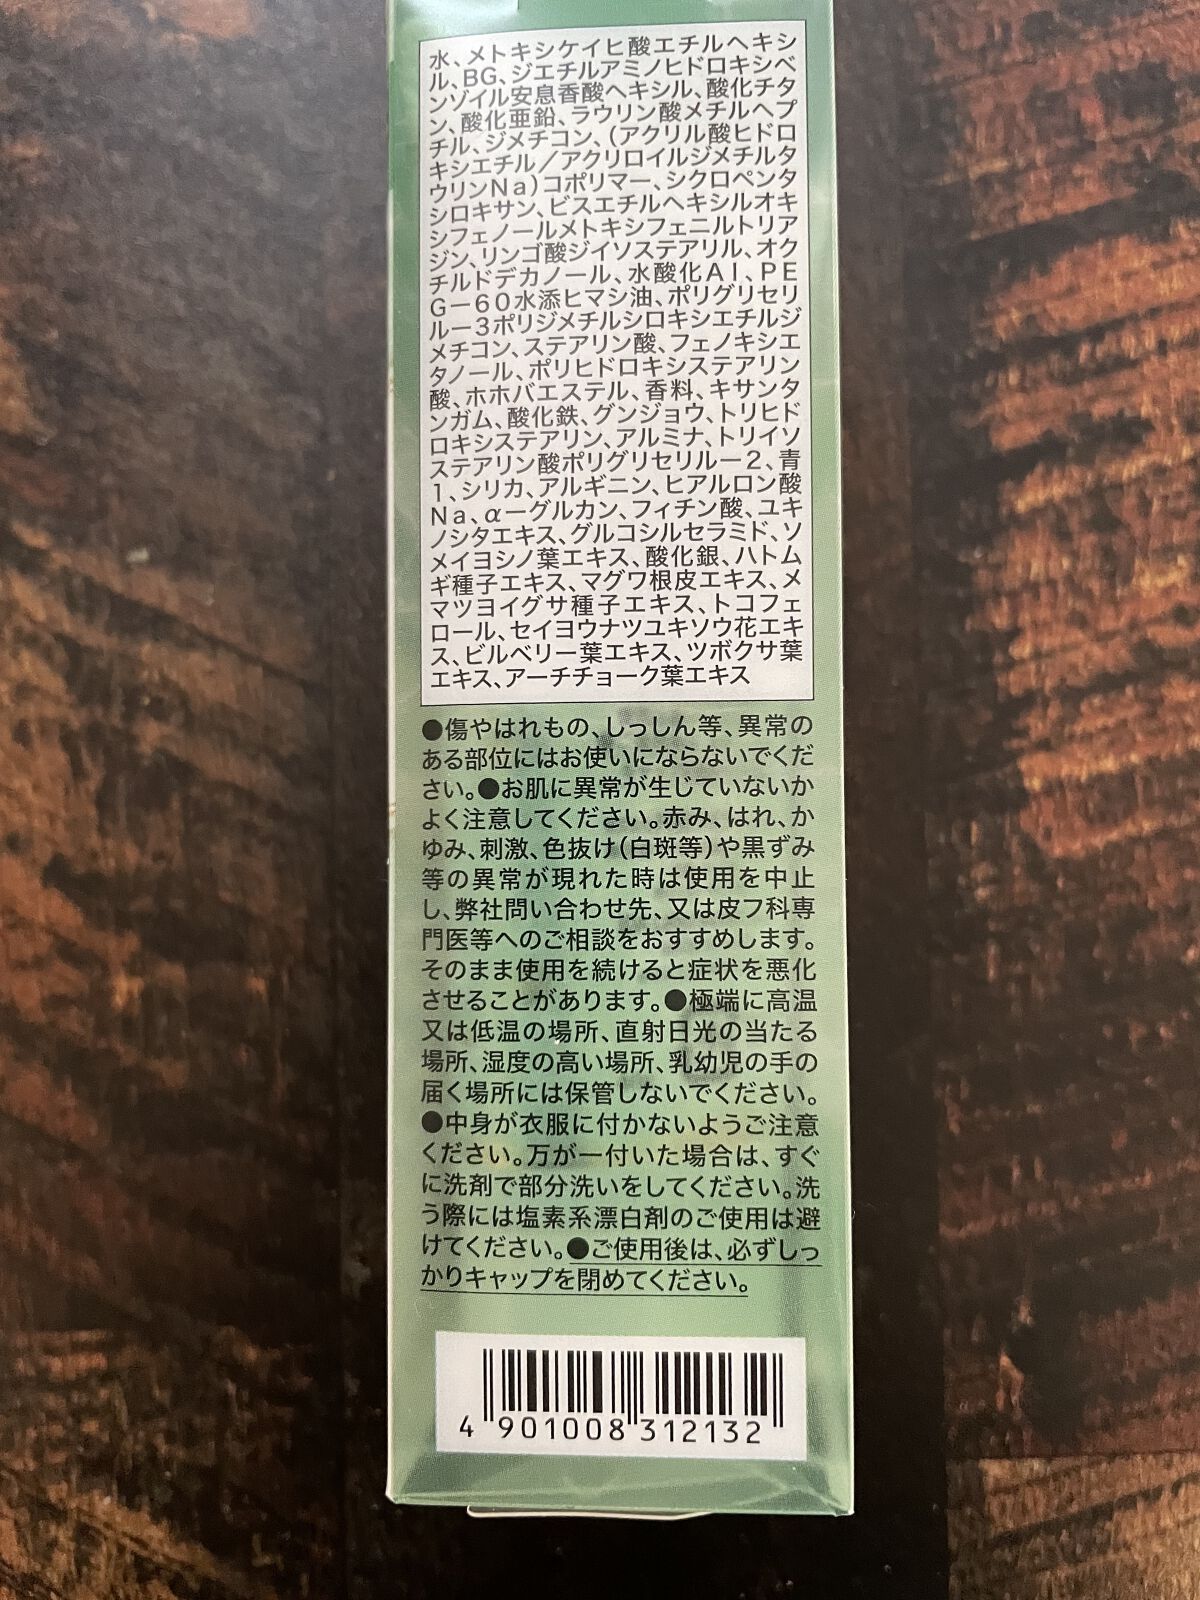 水、メトキシケイヒ酸エチルヘキシ
ル、BG、ジエチルアミノヒドロキシベ
ンゾイル安息香酸ヘキシル、酸化チタ
ン、酸化亜鉛、ラウリン酸メチルヘプ
チル、ジメチコン、(アクリル酸ヒドロ
キシエチル/アクリロイルジメチルタ
ウリンNa)コポリマー、シクロペンタ
シロキサン、ビスエチルヘキシルオキ
シフェノールメトキシフェニルトリア
ジン、リンゴ酸ジイソステアリル、オク
チルドデカノール、水酸化Al、PE
G-60水添ヒマシ油、ポリグリセリ
ル-3ポリジメチルシロキシエチルジ
メチコン、ステアリン酸、フェノキシエ
タノール、ポリヒドロキシステアリン
酸、ホホバエステル、香料、キサンタ
ンガム、酸化鉄、グンジョウ、トリヒド
ロキシステアリン、アルミナ、トリイソ
ステアリン酸ポリグリセリル-2、青
1、シリカ、アルギニン、ヒアルロン酸
Na、α-グルカン、フィチン酸、ユキ
ノシタエキス、グルコシルセラミド、ソ
メイヨシノ葉エキス、酸化銀、ハトム
ギ種子エキス、マグワ根皮エキス、メ
マツヨイグサ種子エキス、トコフェ
ロール、セイヨウナツユキソウ花エキ
ス、ビルベリー葉エキス、ツボクサ葉
エキス、アーチチョーク葉エキス
●傷やはれもの、しっしん等、異常の
ある部位にはお使いにならないでくだ
さい。●お肌に異常が生じていないか
よく注意してください。赤み、はれ、か
ゆみ、刺激、色抜け(白斑等)や黒ずみ
等の異常が現れた時は使用を中止
し、弊社問い合わせ先、又は皮フ科専
門医等へのご相談をおすすめします。
そのまま使用を続けると症状を悪化
させることがあります。●極端に高温
又は低温の場所、直射日光の当たる
場所、湿度の高い場所、乳幼児の手の
届く場所には保管しないでください。
●中身が衣服に付かないようご注意
ください。万が一付いた場合は、すぐ
に洗剤で部分洗いをしてください。洗
う際には塩素系漂白剤のご使用は避
けてください。●ご使用後は、必ずしっ
かりキャップを閉めてください。
4 901008 312132